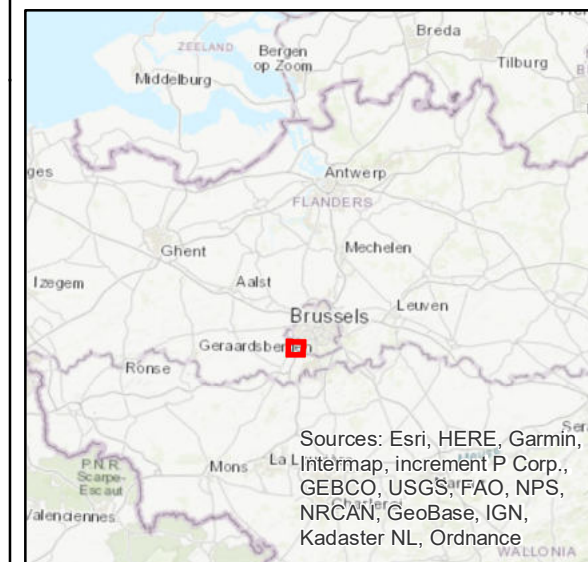 ZEELAND
Bergen
op Zoom
Breda
Tilburg
Middelburg
ges
Antwerp
FLANDERS
Ghent
Mechelen
Izegem
Aalst
Brussels
Leuven
Geraardsbergen
Ronse
Sources: Esri, HERE, Garmin,
Intermap, increment P Corp.,
GEBCO, USGS, FAO, NPS,
NRCAN, GeoBase, IGN,
Kadaster NL, Ordnance
P.N.R.
Scarpe-
Escaut
Mons
La
Valenciennes
Charleroi
WALLONIA